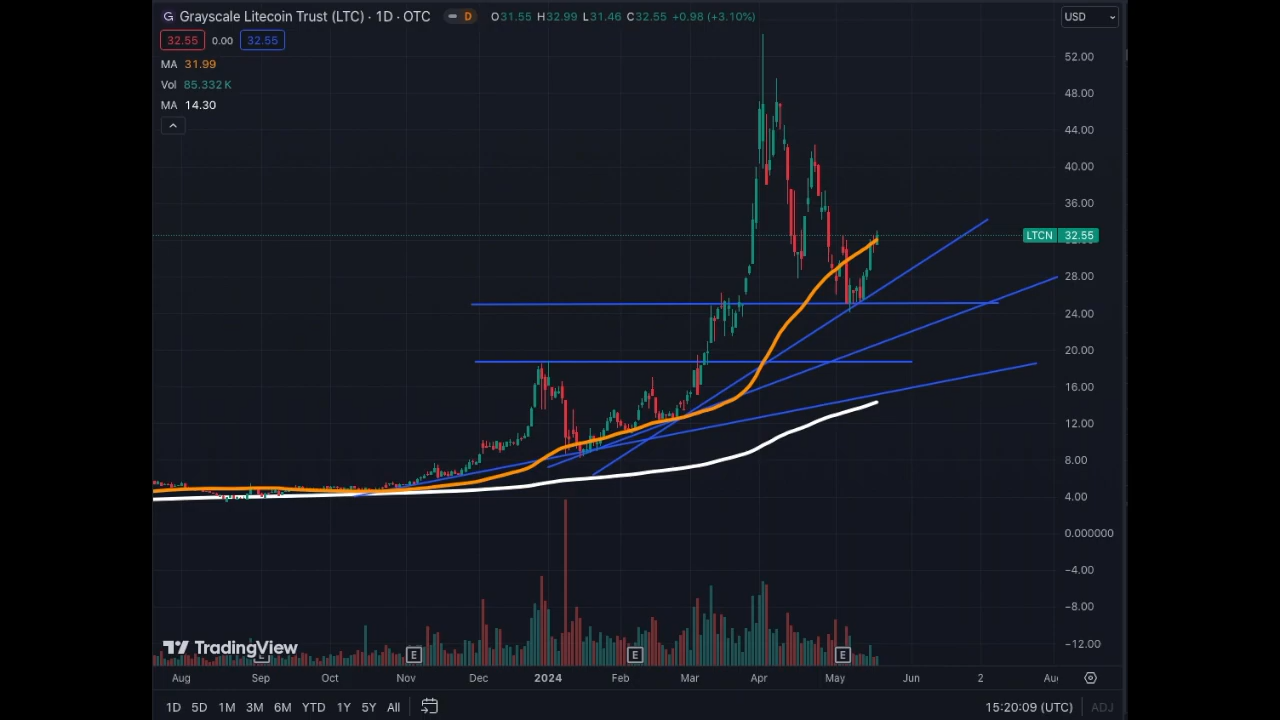 Grayscale Litecoin Trust (LTC) · 1D · OTC D O31.55 H32.99 L31.46 C32.55 +0.98 (+3.10%) USD
32.55 0.00 32.55
MA 31.99
Vol 85.332 K
MA 14.30
52.00
48.00
44.00
40.00
36.00
LTCN 32.55
28.00
24.00
20.00
16.00
12.00
8.00
4.00
0.000000
−4.00
−8.00
−12.00
TradingView
E E E
Aug Sep Oct Nov Dec 2024 Feb Mar Apr May Jun 2 Au
1D 5D 1M 3M 6M YTD 1Y 5Y All 15:20:09 (UTC) ADJ